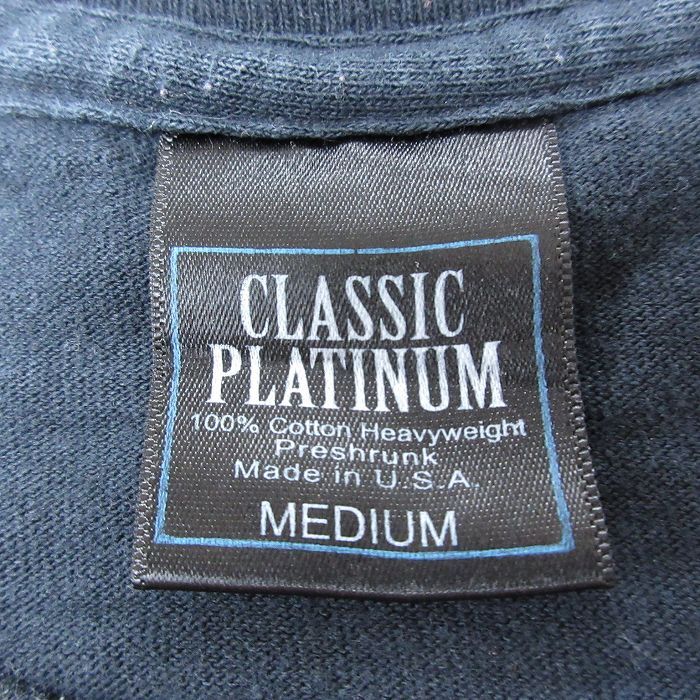 CLASSIC
PLATINUM
100% Cotton Heavyweight
Preshrunk
Made in U.S.A.
MEDIUM